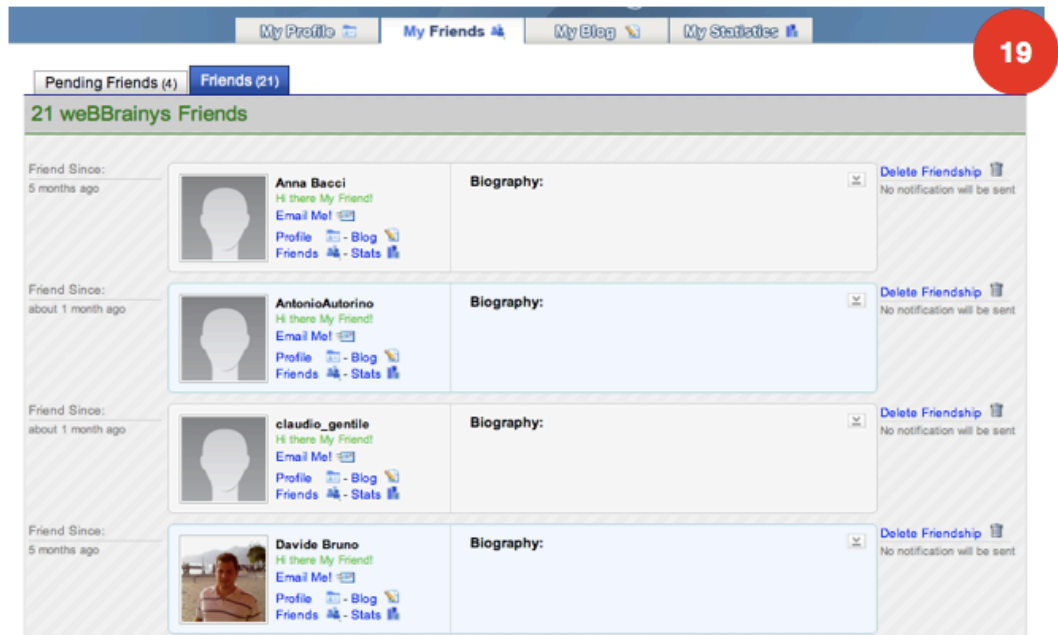 My Profile My Friends My Blog My Statistics
19
Pending Friends (4) Friends (21)
21 weBBrainys Friends
Friend Since:
5 months ago
Anna Bacci
Hi there My Friend!
Email Me!
Profile - Blog
Friends - Stats
Biography:
Delete Friendship
No notification will be sent
Friend Since:
about 1 month ago
AntonioAutorino
Hi there My Friend!
Email Me!
Profile - Blog
Friends - Stats
Biography:
Delete Friendship
No notification will be sent
Friend Since:
about 1 month ago
claudio_gentile
Hi there My Friend!
Email Me!
Profile - Blog
Friends - Stats
Biography:
Delete Friendship
No notification will be sent
Friend Since:
5 months ago
Davide Bruno
Hi there My Friend!
Email Me!
Profile - Blog
Friends - Stats
Biography:
Delete Friendship
No notification will be sent